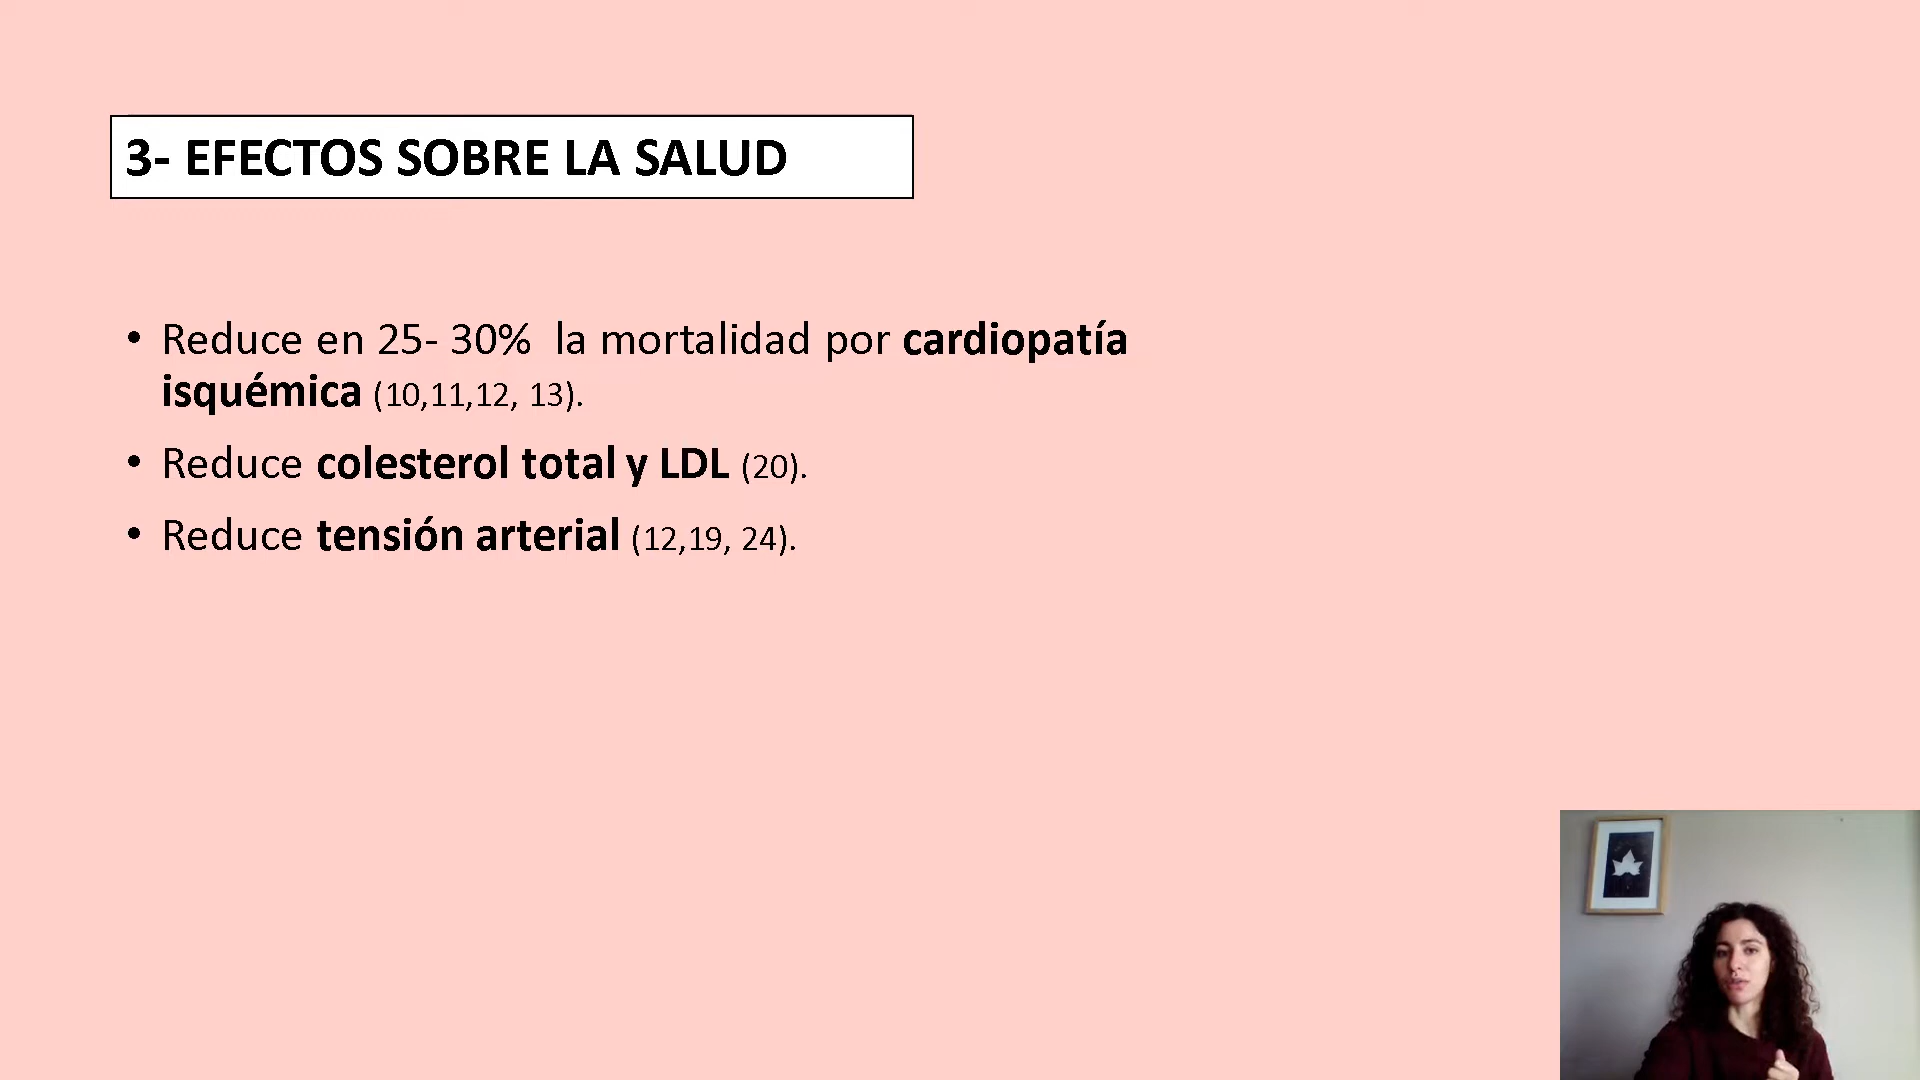 3- EFECTOS SOBRE LA SALUD
• Reduce en 25- 30%  la mortalidad por cardiopatía
isquémica (10,11,12, 13).
• Reduce colesterol total y LDL (20).
• Reduce tensión arterial (12,19, 24).